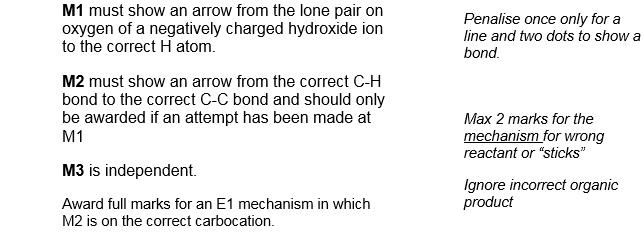 M1 must show an arrow from the lone pair on
oxygen of a negatively charged hydroxide ion
to the correct H atom.
M2 must show an arrow from the correct C-H
bond to the correct C-C bond and should only
be awarded if an attempt has been made at
M1
M3 is independent.
Award full marks for an E1 mechanism in which
M2 is on the correct carbocation.
Penalise once only for a
line and two dots to show a
bond.
Max 2 marks for the
mechanism for wrong
reactant or “sticks”
Ignore incorrect organic
product